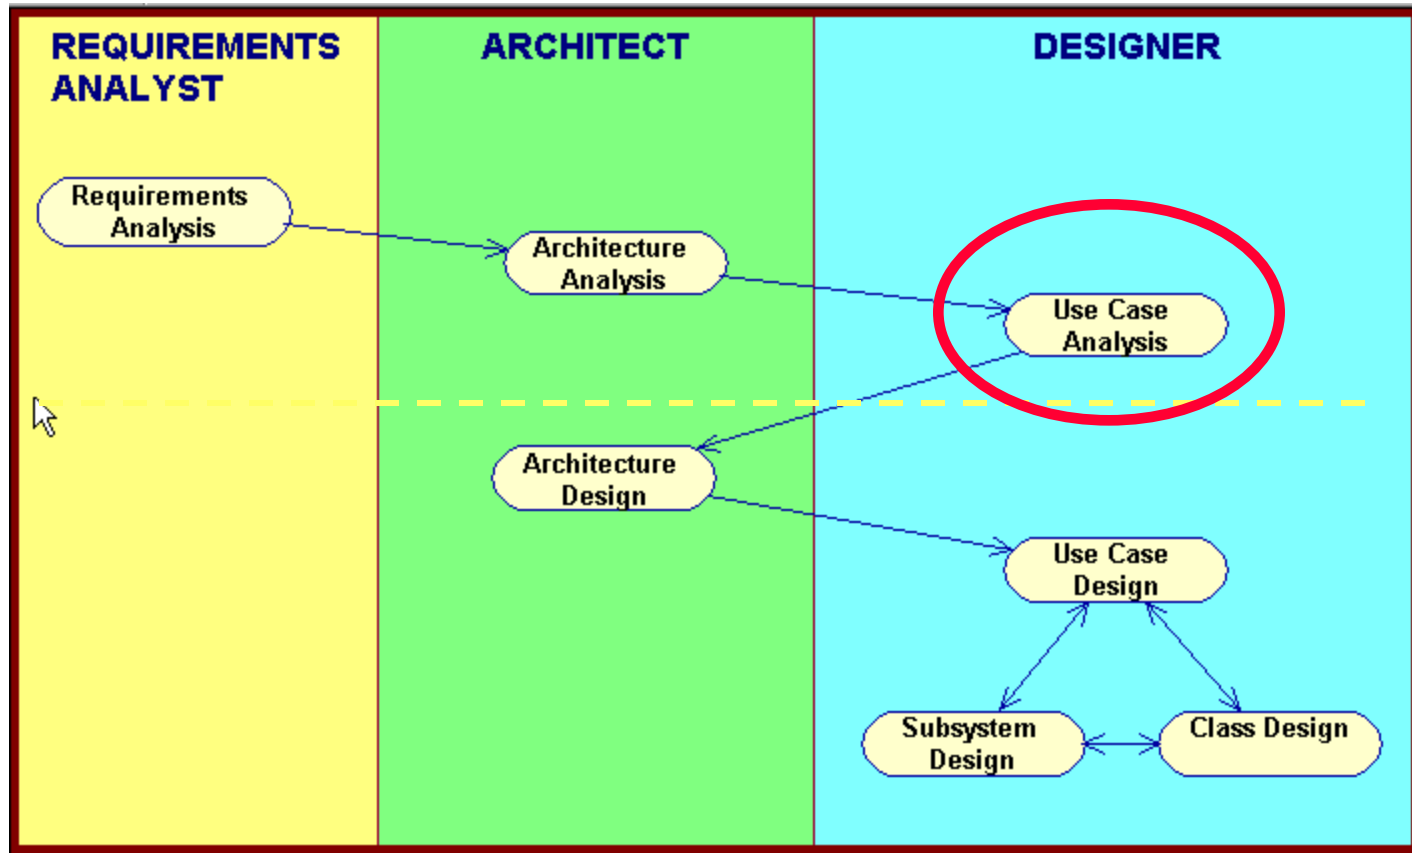 REQUIREMENTS
ANALYST
ARCHITECT
DESIGNER
Requirements
Analysis
Architecture
Analysis
Use Case
Analysis
Architecture
Design
Use Case
Design
Subsystem
Design
Class Design